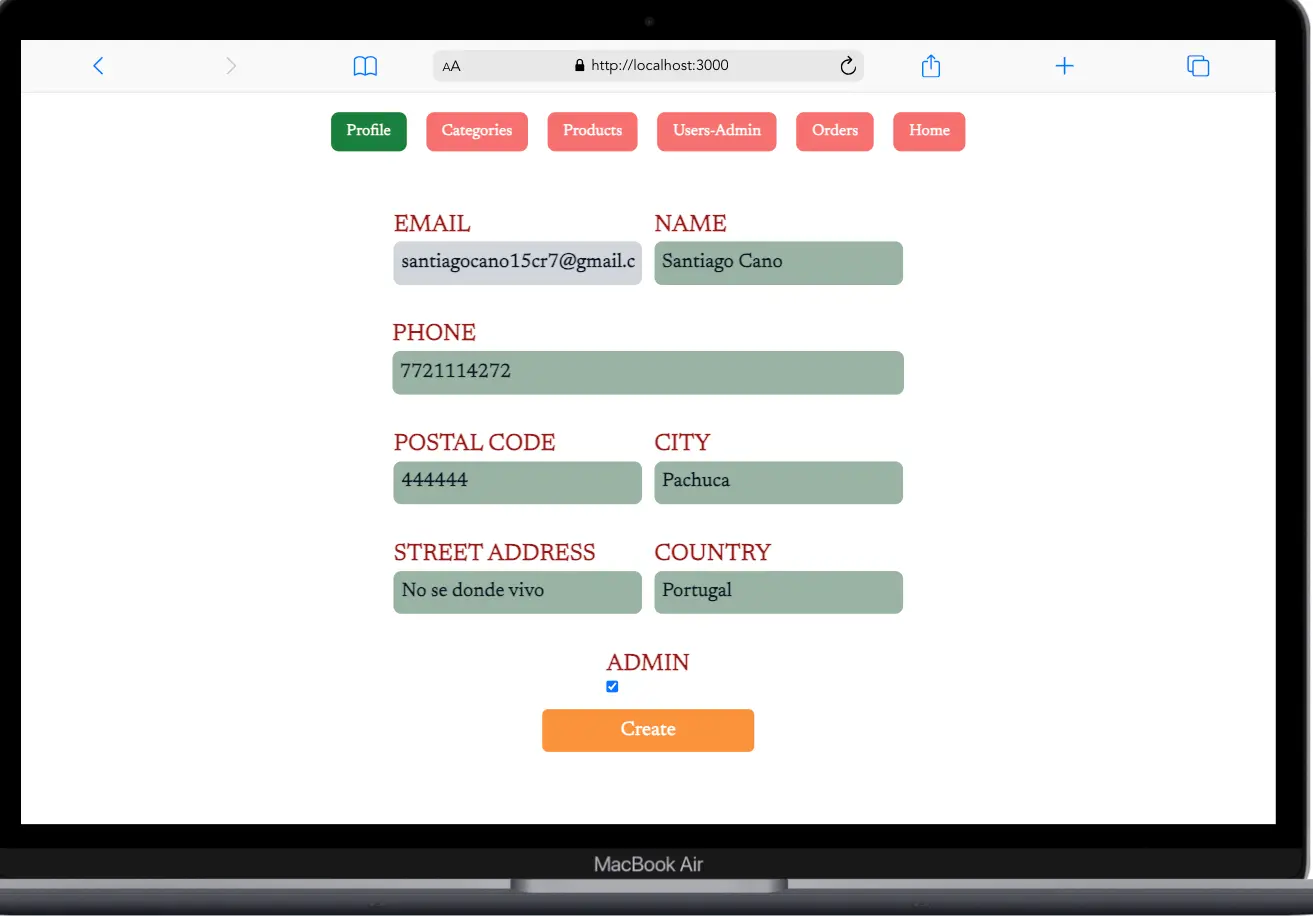 AA http://localhost:3000
Profile Categories Products Users-Admin Orders Home
EMAIL NAME
santiagocano15cr7@gmail.c Santiago Cano
PHONE
7721114272
POSTAL CODE CITY
444444 Pachuca
STREET ADDRESS COUNTRY
No se donde vivo Portugal
ADMIN
Create
MacBook Air